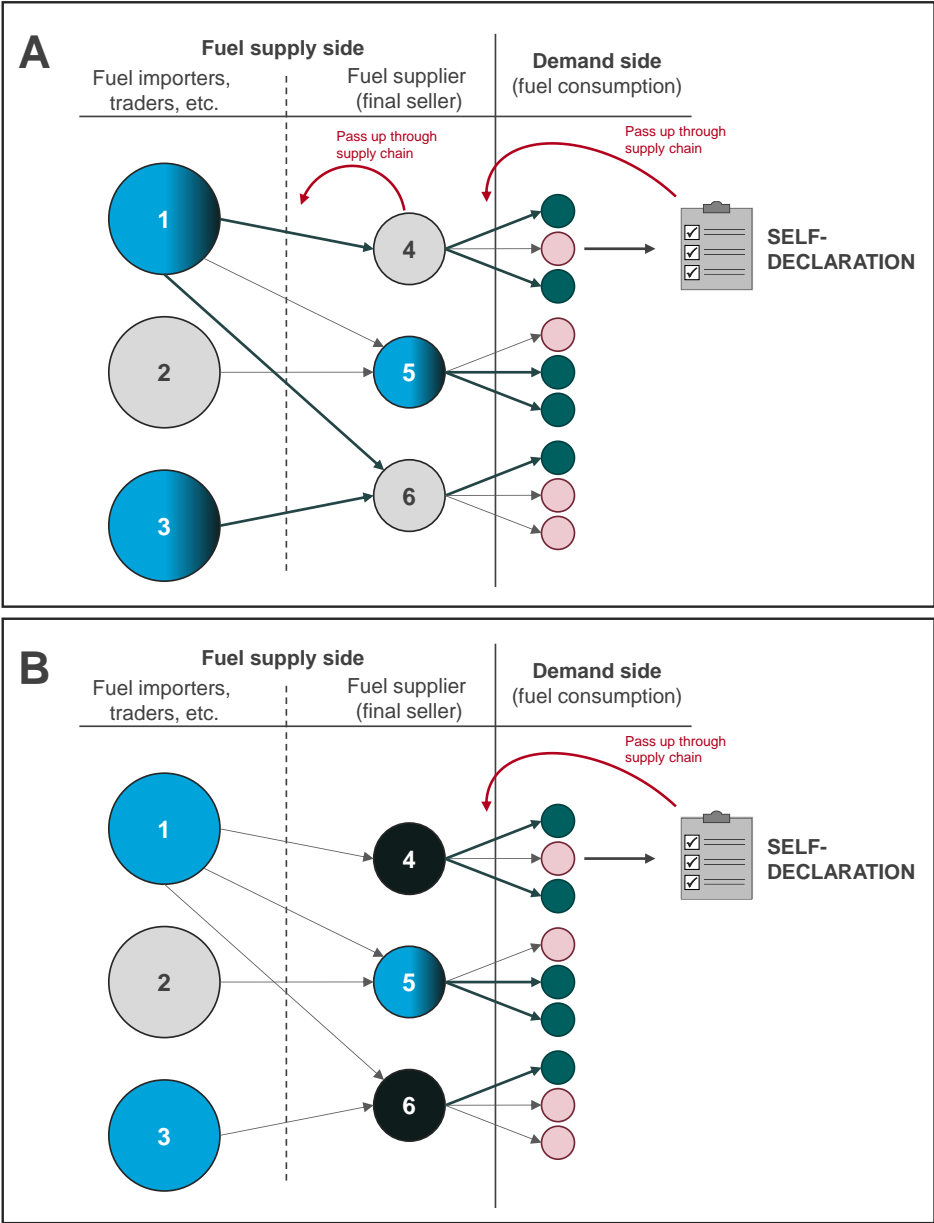 A
Fuel supply side
Fuel importers,
traders, etc.
Fuel supplier
(final seller)
Demand side
(fuel consumption)
Pass up through
supply chain
Pass up through
supply chain
1
2
3
4
5
6
SELF-
DECLARATION
B
Fuel supply side
Fuel importers,
traders, etc.
Fuel supplier
(final seller)
Demand side
(fuel consumption)
Pass up through
supply chain
1
2
3
4
5
6
SELF-
DECLARATION